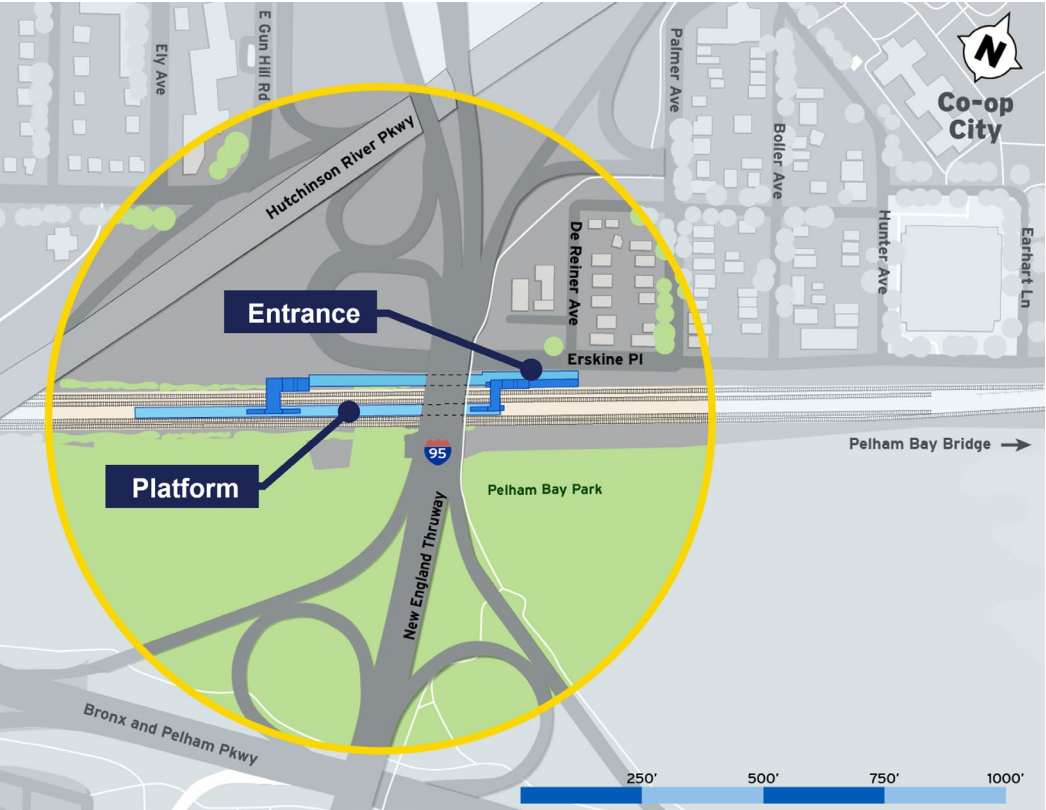 Ely Ave
E Gun Hill Rd
Palmer Ave
N
Co-op
City
Hutchinson River Pkwy
Boller Ave
De Reiner Ave
Hunter Ave
Earhart Ln
Entrance
Erskine Pl
Pelham Bay Bridge →
95
Platform
Pelham Bay Park
New England Thruway
Bronx and Pelham Pkwy
250' 500' 750' 1000'